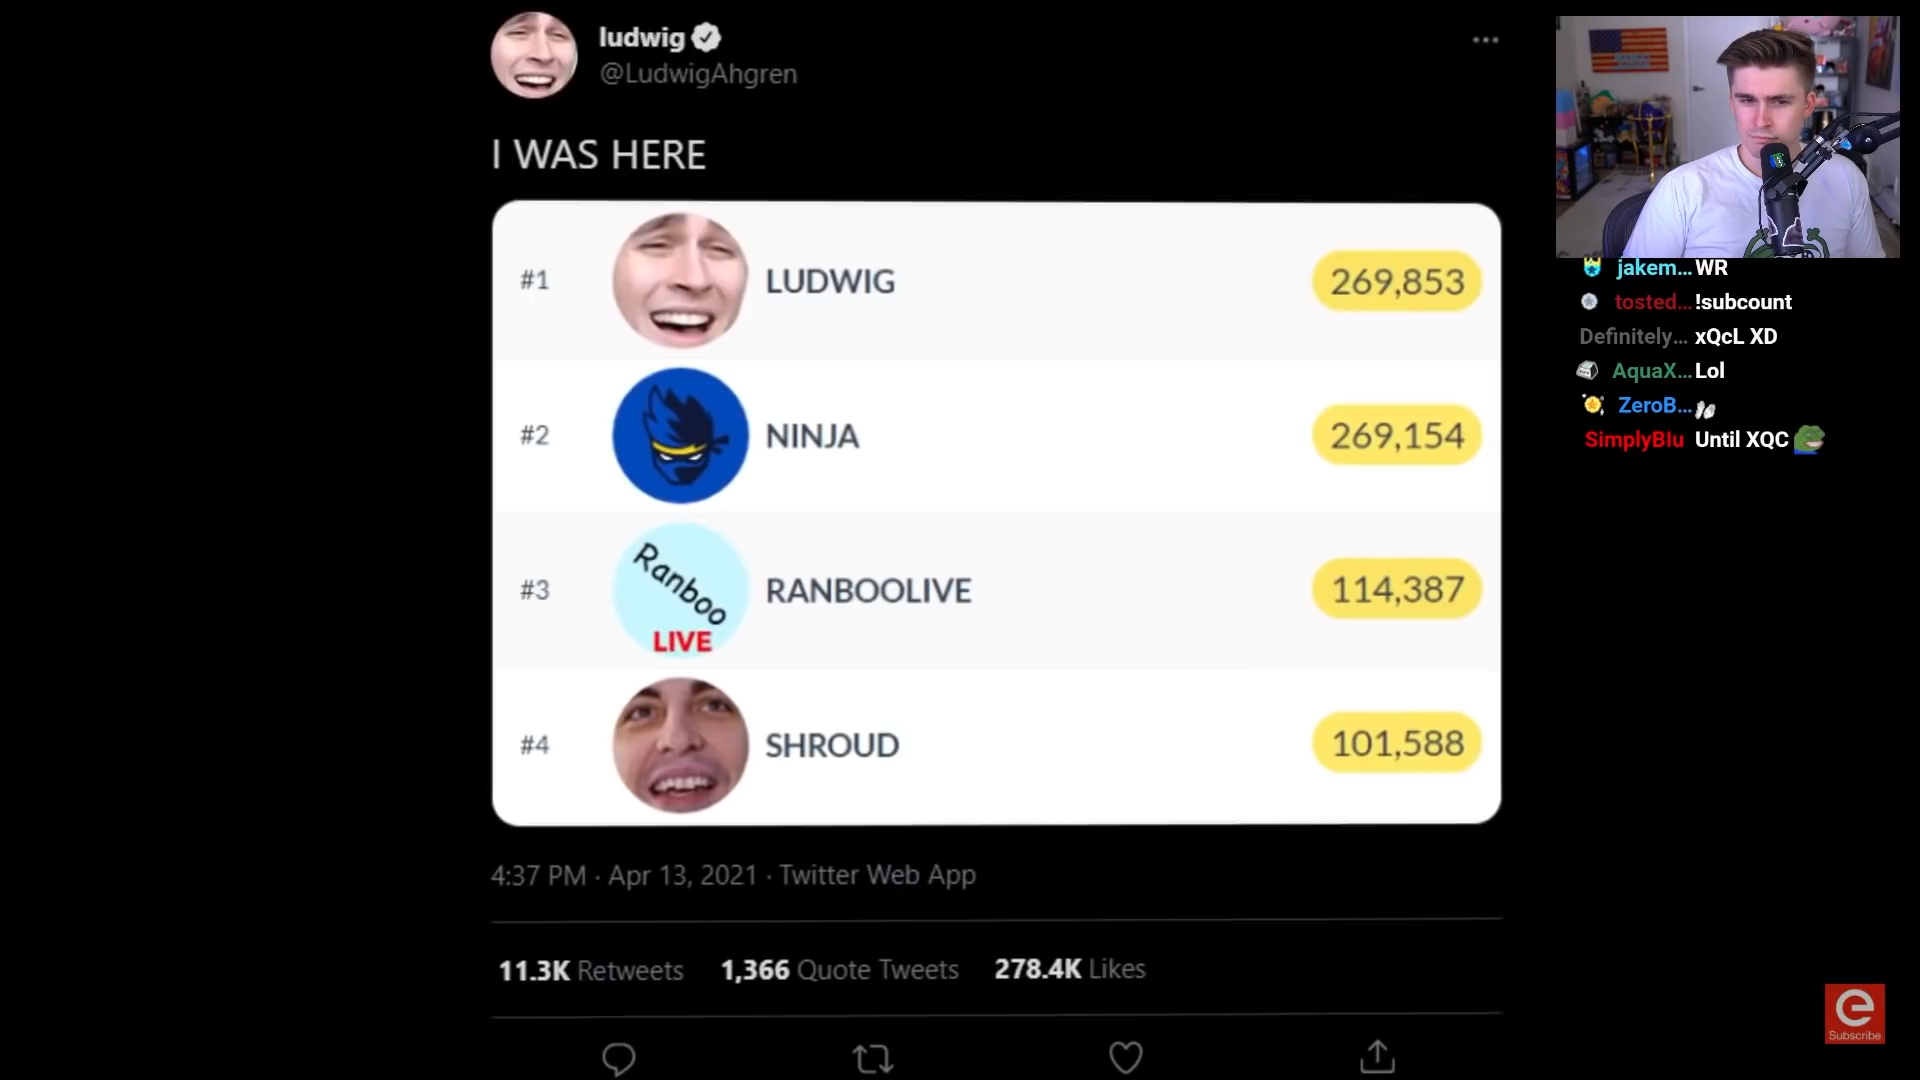 ludwig
@LudwigAhgren
I WAS HERE
#1 LUDWIG 269,853
#2 NINJA 269,154
#3 Ranboo LIVE RANBOOLIVE 114,387
#4 SHROUD 101,588
4:37 PM · Apr 13, 2021 · Twitter Web App
11.3K Retweets 1,366 Quote Tweets 278.4K Likes
jakem... WR
tosted... !subcount
Definitely... xQcL XD
AquaX... Lol
ZeroB...
SimplyBlu Until XQC
e
Subscribe